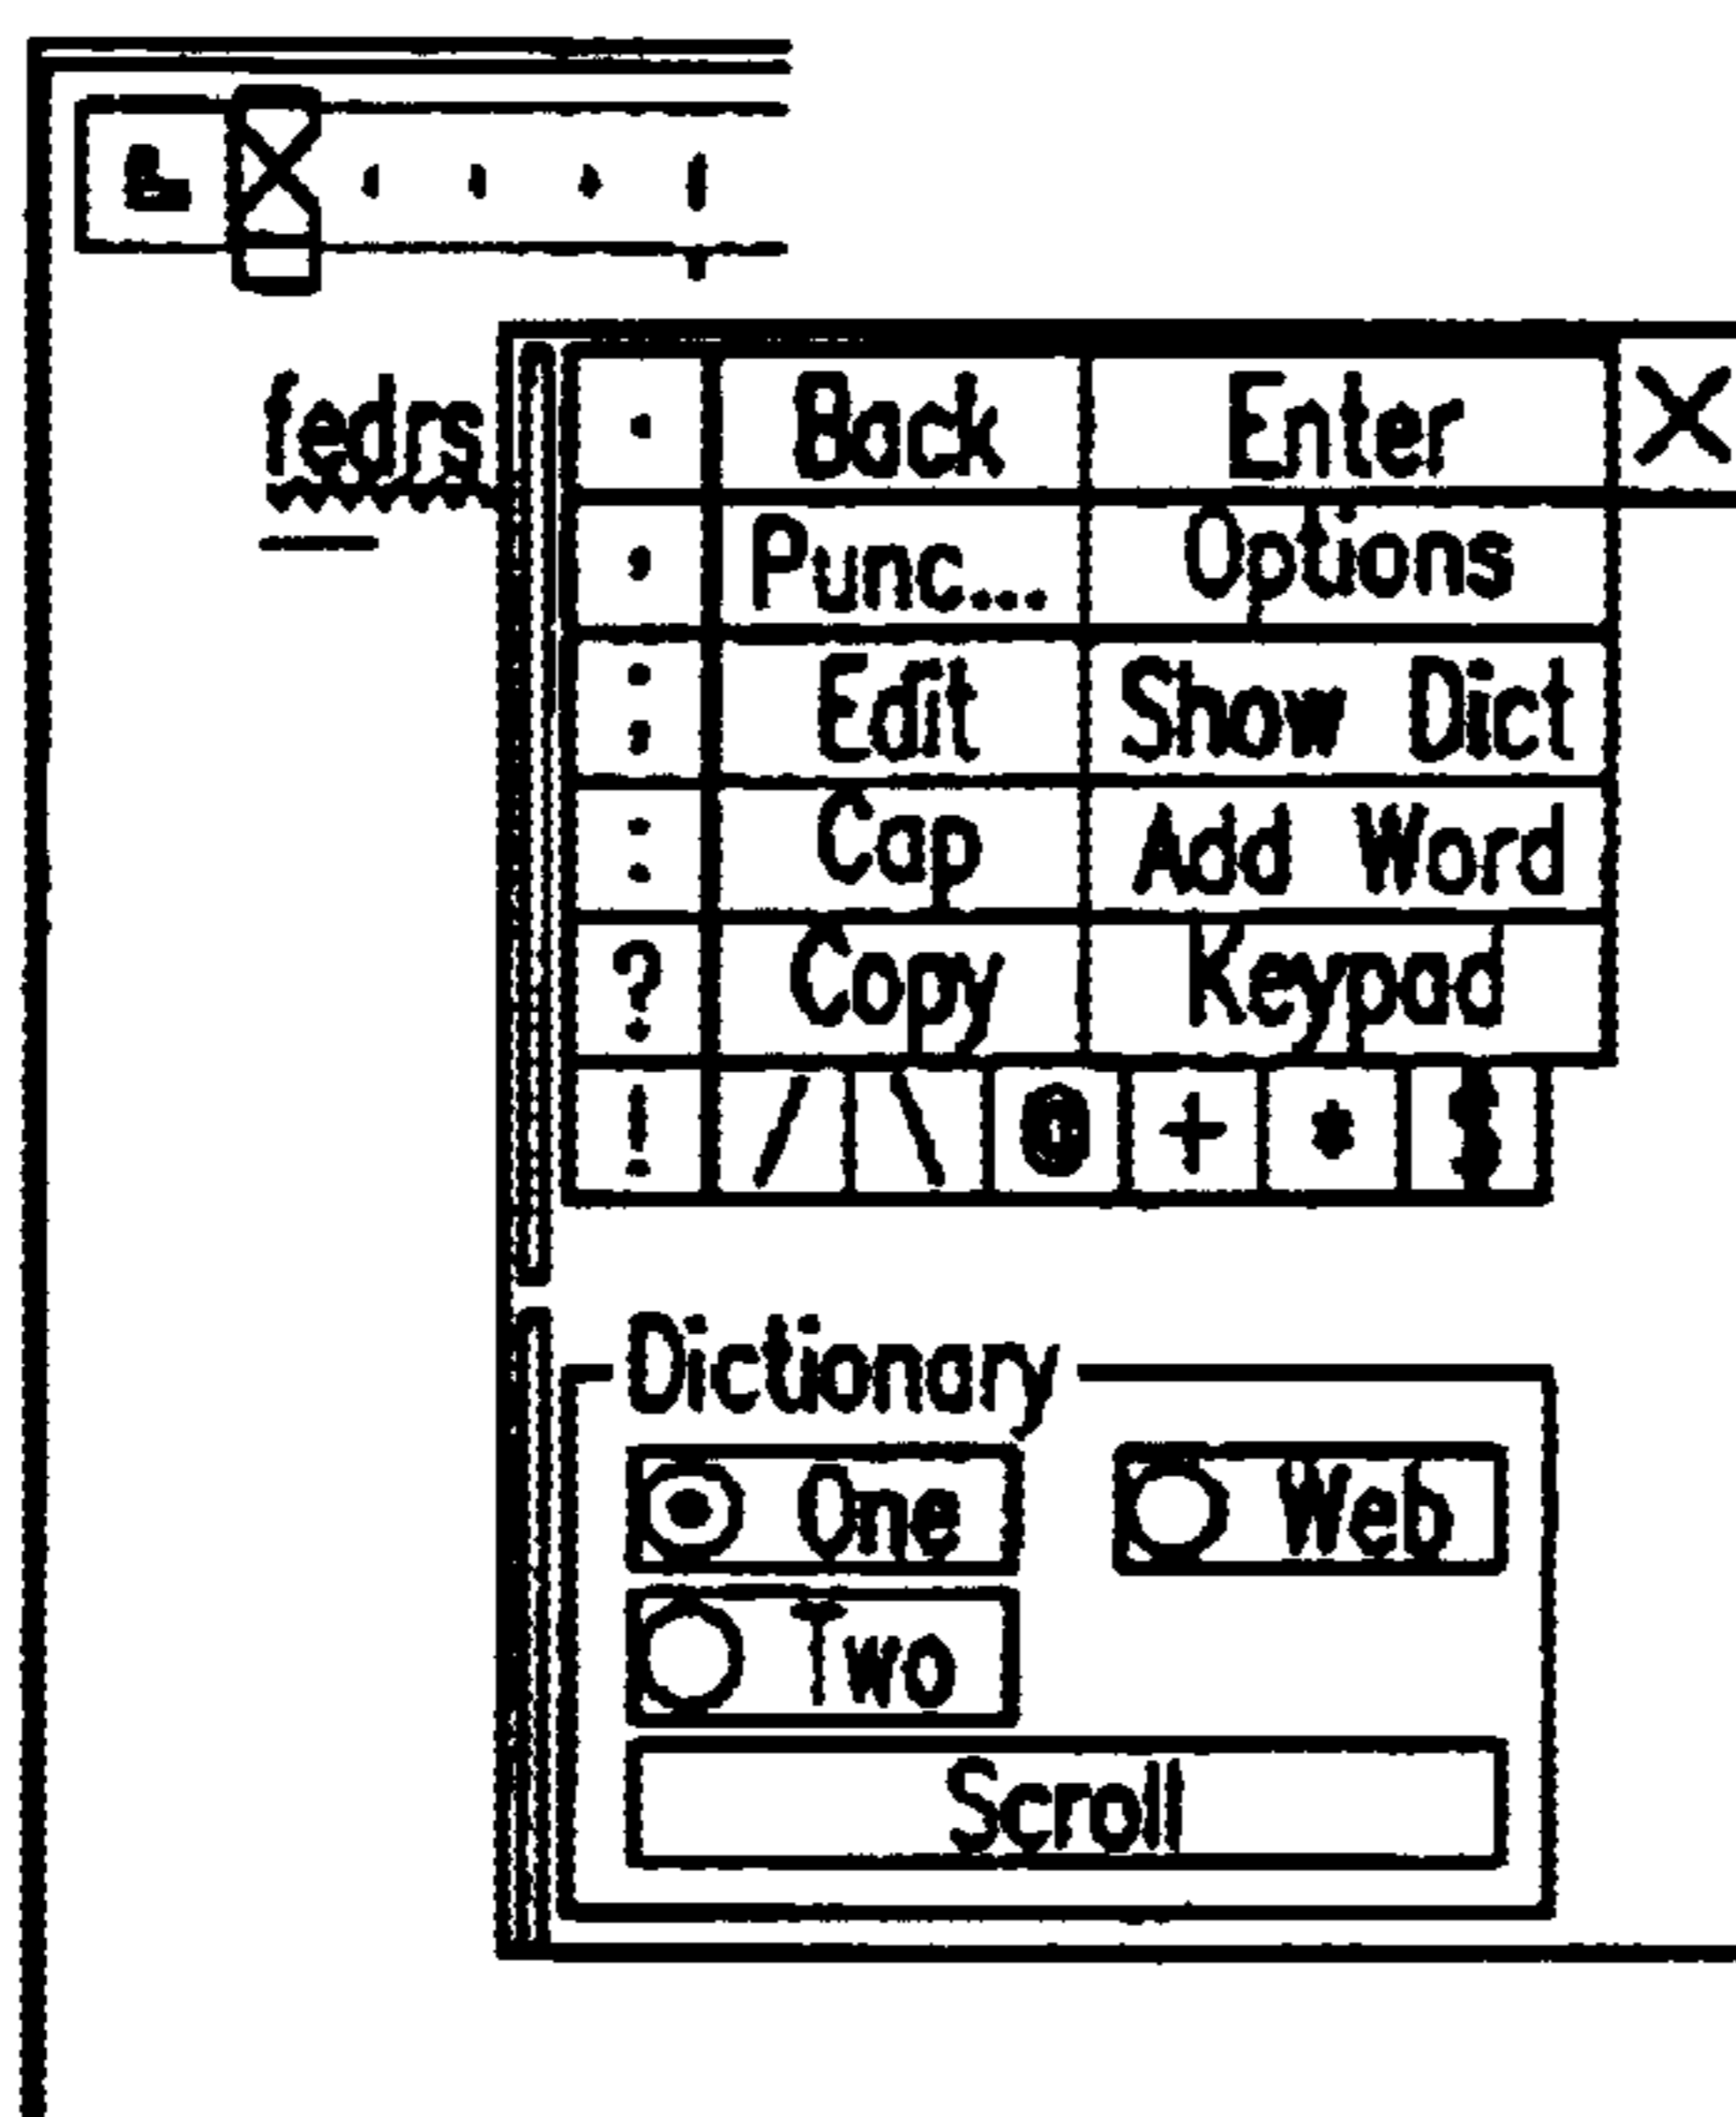 L
fedrs
. Back Enter X
, Punc... Options
; Edit Show Dict
: Cap Add Word
? Copy Keypad
! / \ @ + *
Dictionary
One Web
Two
Scroll